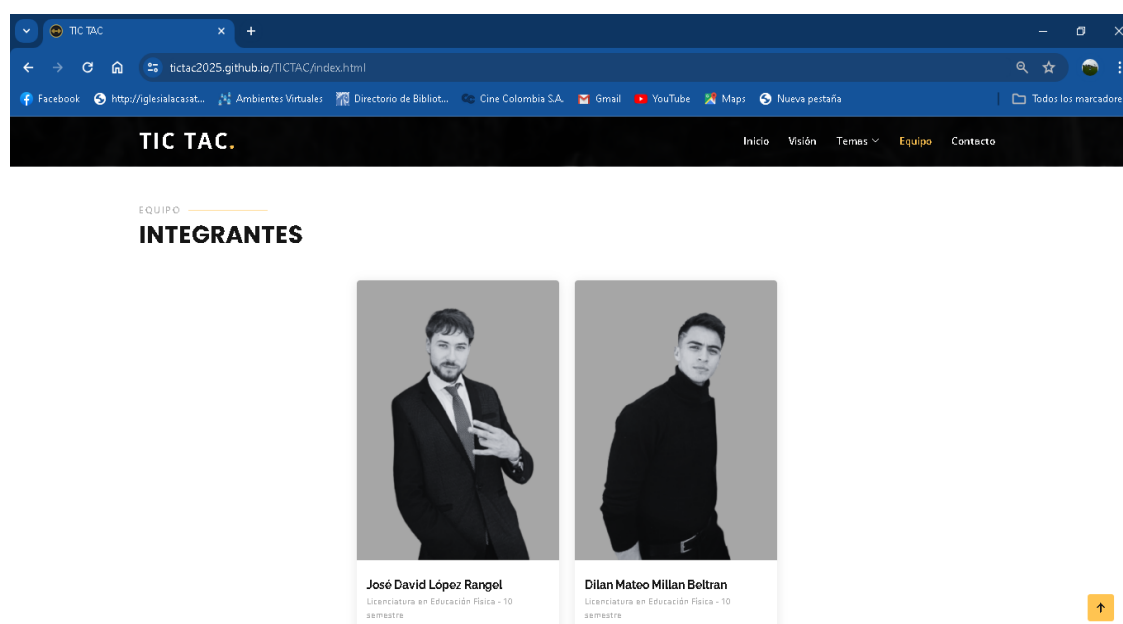 TIC TAC
tictac2025.github.io/TICTAC/index.html
Facebook http://iglesialacasat... Ambientes Virtuales Directorio de Bibliot... Cine Colombia S.A. Gmail YouTube Maps Nueva pestaña Todos los marcadore
TIC TAC. Inicio Visión Temas Equipo Contacto
EQUIPO
INTEGRANTES
José David López Rangel Dilan Mateo Millan Beltran
Licenciatura en Educación Física - 10 Licenciatura en Educación Física - 10
semestre semestre